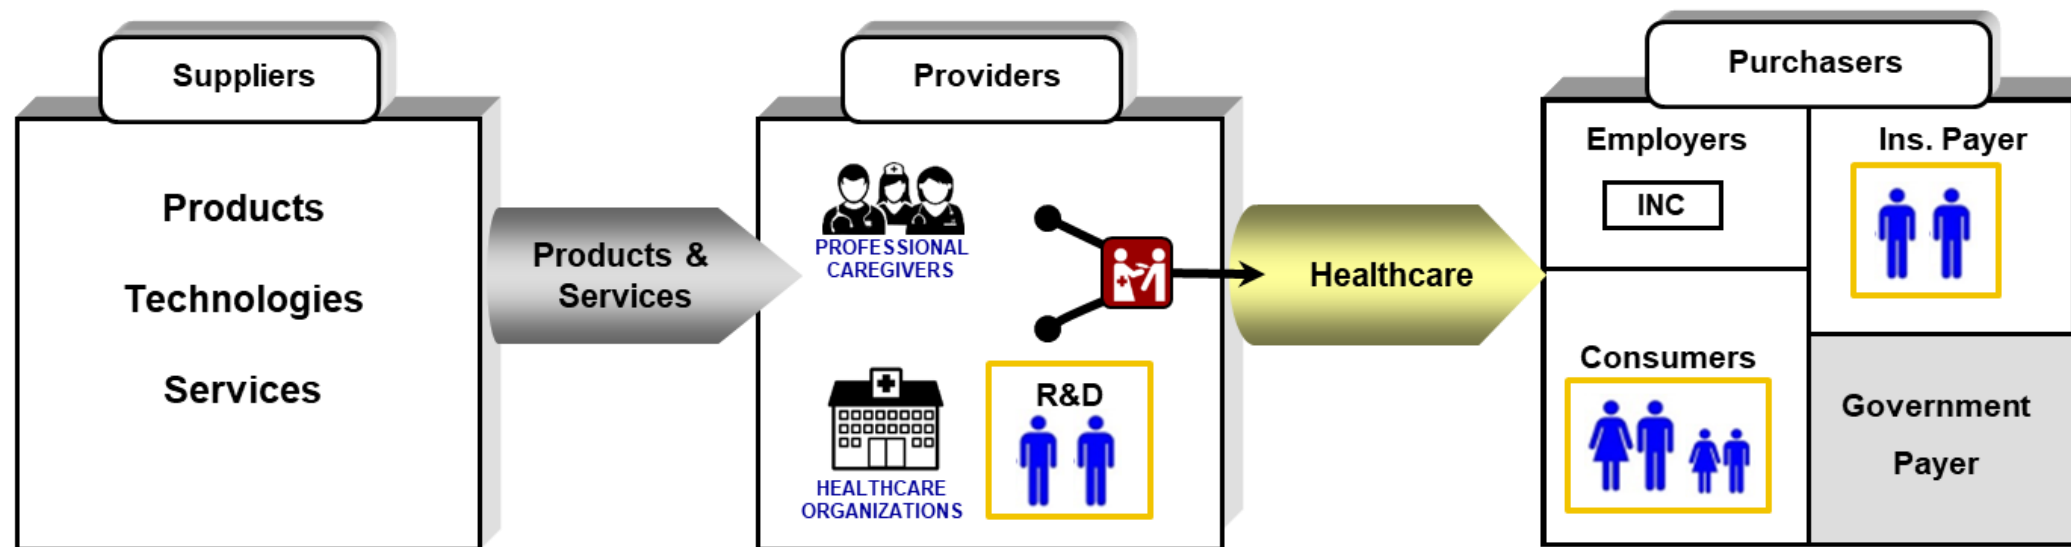 Suppliers
Products
Technologies
Services
Products &
Services
Providers
PROFESSIONAL
CAREGIVERS
HEALTHCARE
ORGANIZATIONS
R&D
Healthcare
Purchasers
Employers
INC
Ins. Payer
Consumers
Government
Payer